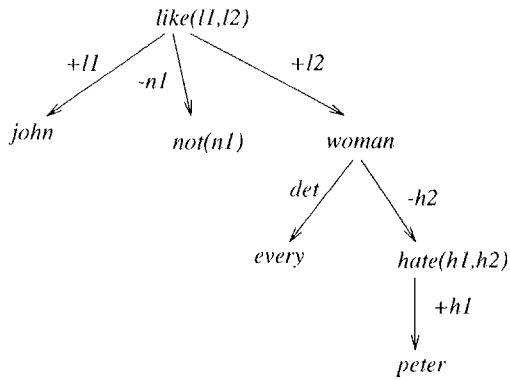 like(l1,l2)
+l1
-n1
+l2
john
not(n1)
woman
det
-h2
every
hate(h1,h2)
+h1
peter